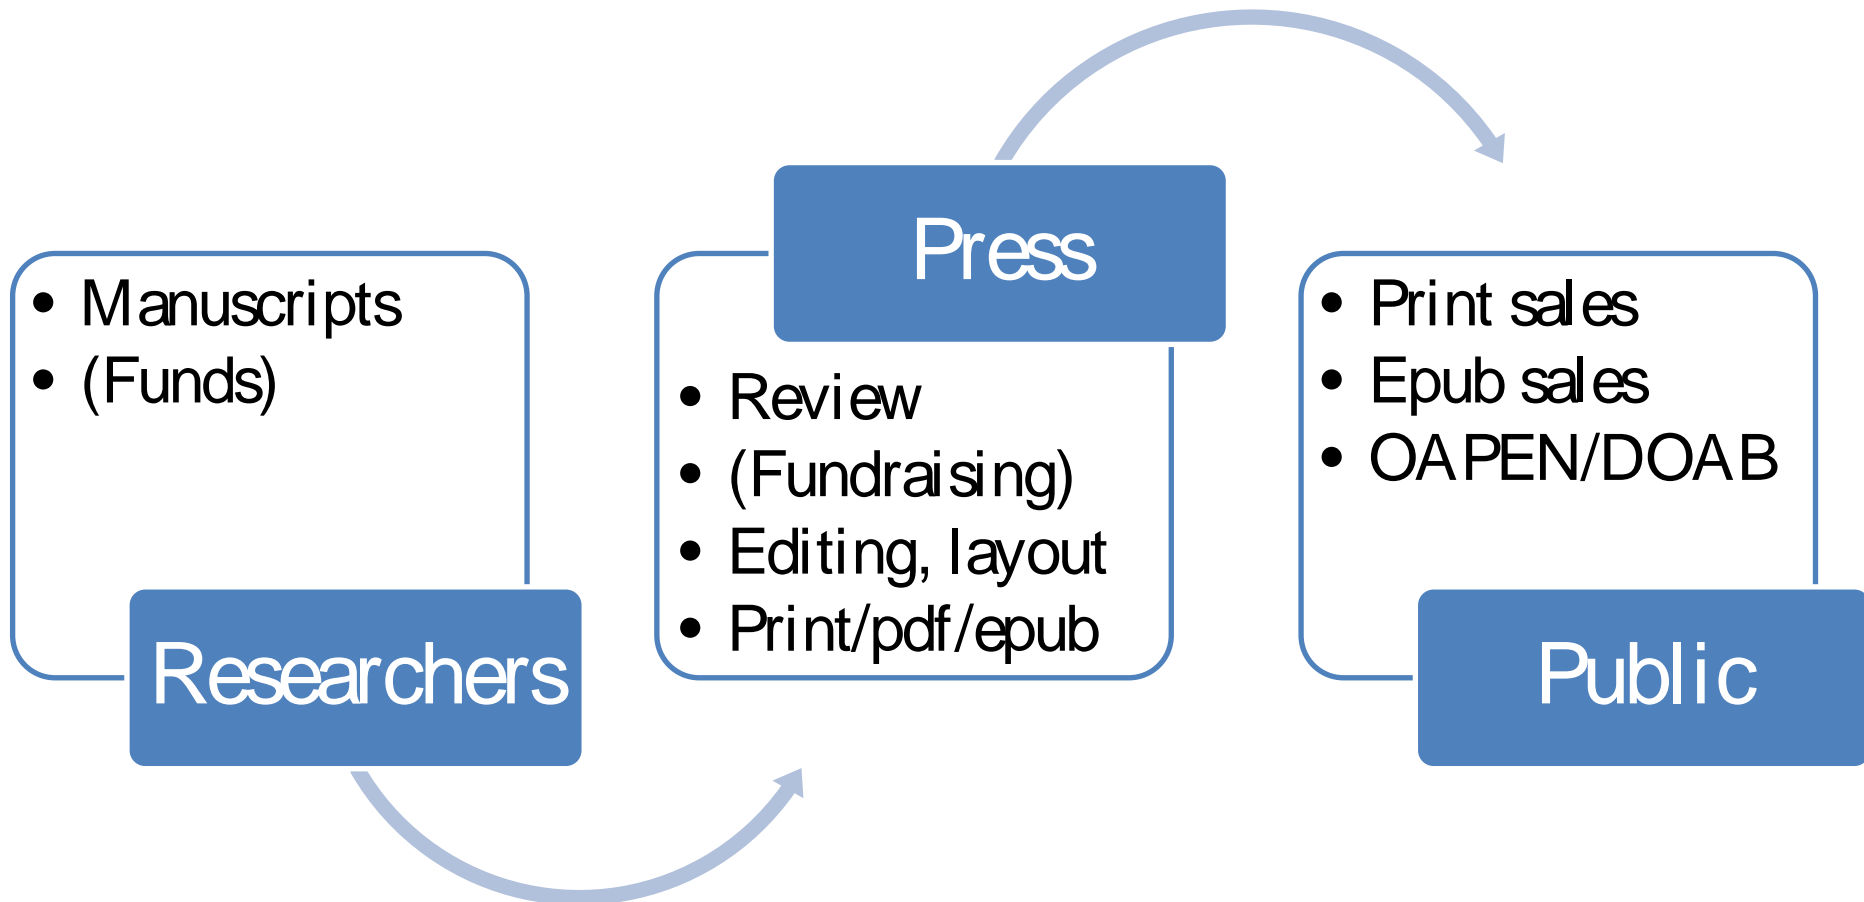 • Manuscripts
• (Funds)
Researchers
Press
• Review
• (Fundraising)
• Editing, layout
• Print/pdf/epub
• Print sales
• Epub sales
• OAPEN/DOAB
Public